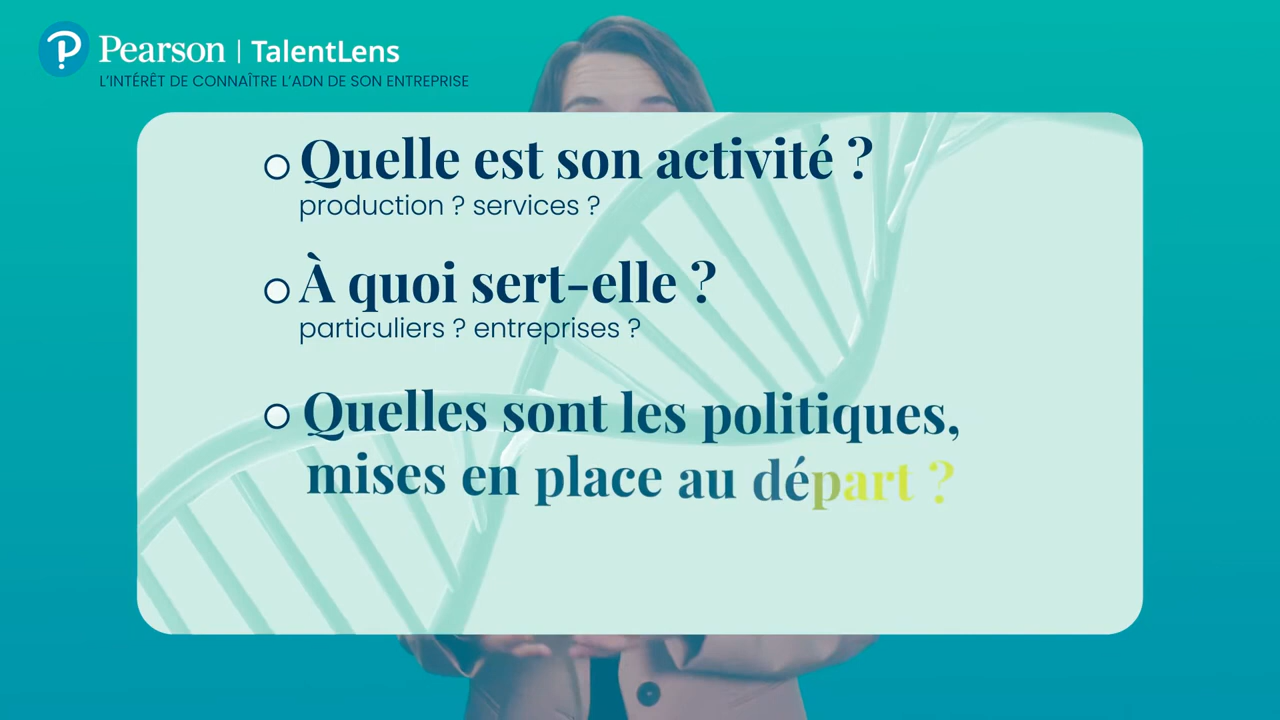 Pearson | TalentLens
L'INTÉRÊT DE CONNAÎTRE L'ADN DE SON ENTREPRISE
Quelle est son activité ?
production ? services ?
À quoi sert-elle ?
particuliers ? entreprises ?
Quelles sont les politiques,
mises en place au départ ?